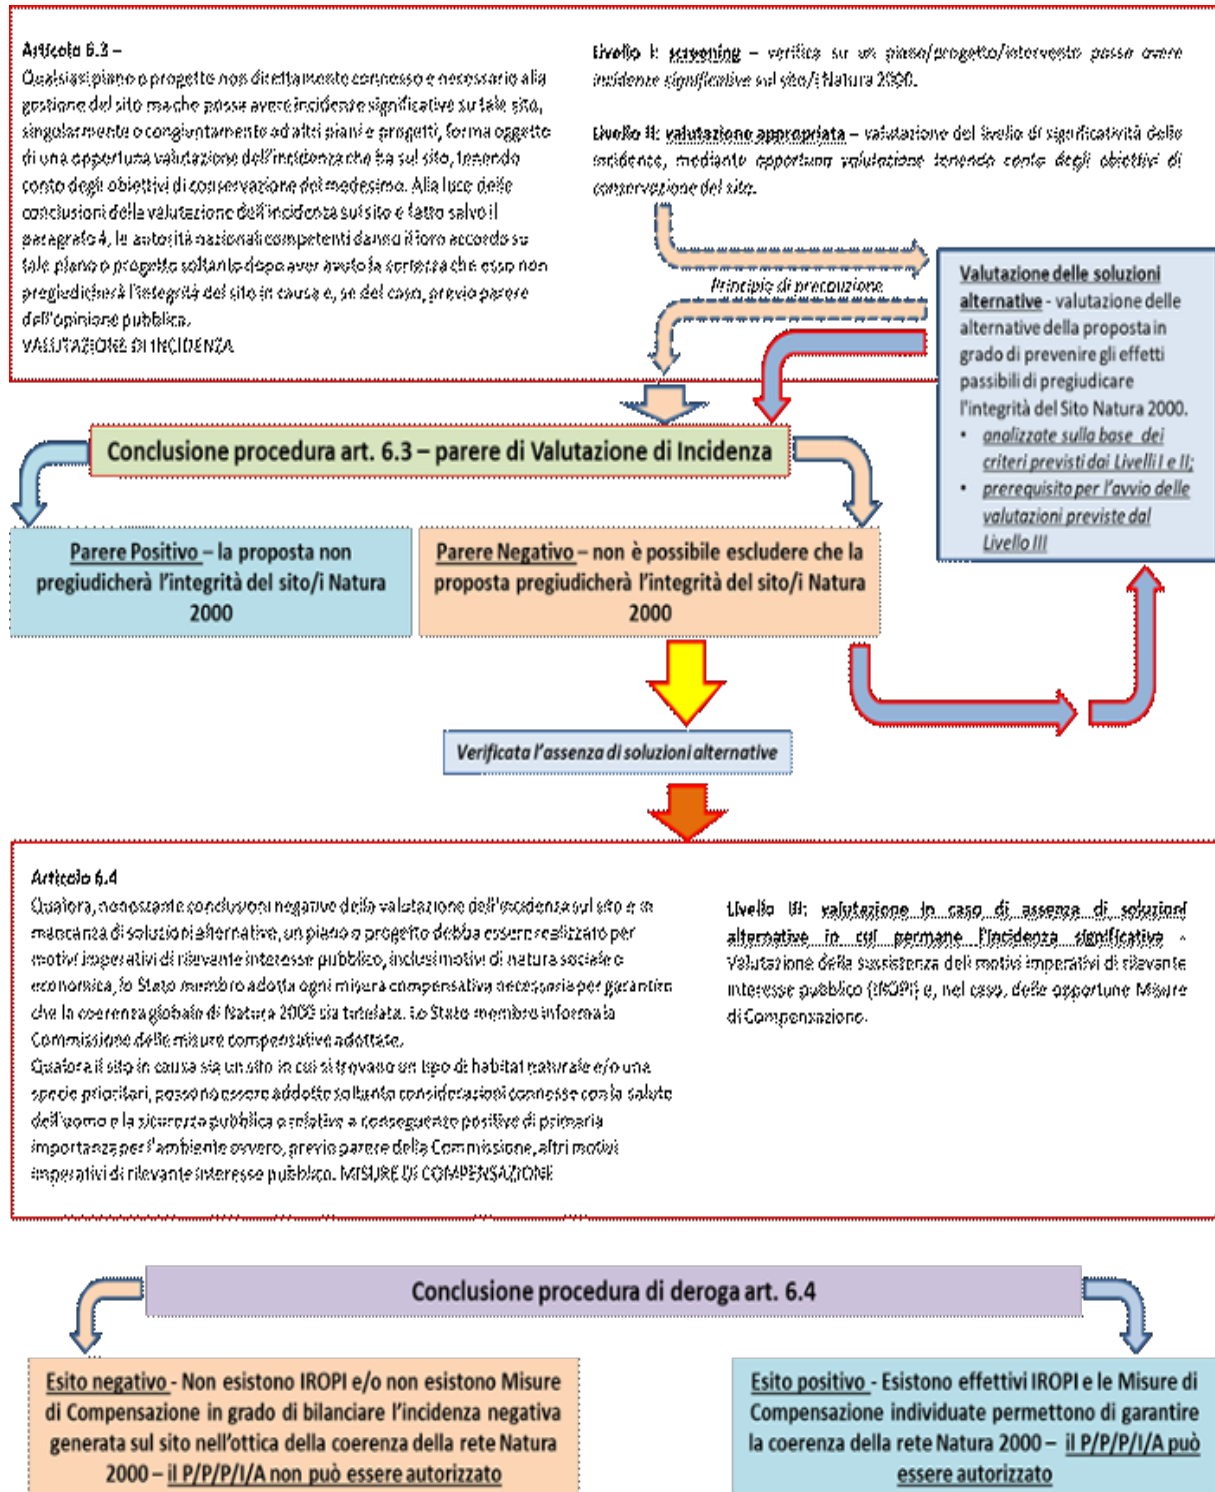 Articolo 6.3 –
Qualsiasi piano o progetto non direttamente connesso e necessario alla
gestione del sito ma che possa avere incidenze significative su tale sito,
singolarmente o congiuntamente ad altri piani e progetti, forma oggetto
di una opportuna valutazione dell'incidenza che ha sul sito, tenendo
conto degli obiettivi di conservazione del medesimo. Alla luce delle
conclusioni della valutazione dell'incidenza sul sito e fatto salvo il
paragrafo 4, le autorità nazionali competenti danno il loro accordo su
tale piano o progetto soltanto dopo aver avuto la certezza che esso non
pregiudicherà l'integrità del sito in causa e, se del caso, previo parere
dell'opinione pubblica.
VALUTAZIONE DI INCIDENZA
Livello I: screening – verifica su un piano/progetto/intervento possa avere
incidenze significative sul sito/i Natura 2000.
Livello II: valutazione appropriata – valutazione del livello di significatività delle
incidenze, mediante opportuna valutazione tenendo conto degli obiettivi di
conservazione del sito.
Principio di precauzione
Valutazione delle soluzioni
alternative - valutazione delle
alternative della proposta in
grado di prevenire gli effetti
passibili di pregiudicare
l'integrità del Sito Natura 2000.
• analizzate sulla base dei
criteri previsti dai Livelli I e II;
• prerequisito per l'avvio delle
valutazioni previste dal
Livello III
Conclusione procedura art. 6.3 – parere di Valutazione di Incidenza
Parere Positivo – la proposta non
pregiudicherà l'integrità del sito/i Natura
2000
Parere Negativo – non è possibile escludere che la
proposta pregiudicherà l'integrità del sito/i Natura
2000
Verificata l'assenza di soluzioni alternative
Articolo 6.4
Qualora, nonostante conclusioni negative della valutazione dell'incidenza sul sito e in
mancanza di soluzioni alternative, un piano o progetto debba essere realizzato per
motivi imperativi di rilevante interesse pubblico, inclusi motivi di natura sociale o
economica, lo Stato membro adotta ogni misura compensativa necessaria per garantire
che la coerenza globale di Natura 2000 sia tutelata. Lo Stato membro informa la
Commissione delle misure compensative adottate.
Qualora il sito in causa sia un sito in cui si trovano un tipo di habitat naturale e/o una
specie prioritari, possono essere addotte soltanto considerazioni connesse con la salute
dell'uomo e la sicurezza pubblica o relative a conseguenze positive di primaria
importanza per l'ambiente ovvero, previo parere della Commissione, altri motivi
imperativi di rilevante interesse pubblico. MISURE DI COMPENSAZIONE
Livello III: valutazione in caso di assenza di soluzioni
alternative in cui permane l'incidenza significativa -
Valutazione della sussistenza deli motivi imperativi di rilevante
interesse pubblico (IROPI) e, nel caso, delle opportune Misure
di Compensazione.
Conclusione procedura di deroga art. 6.4
Esito negativo - Non esistono IROPI e/o non esistono Misure
di Compensazione in grado di bilanciare l'incidenza negativa
generata sul sito nell'ottica della coerenza della rete Natura
2000 – il P/P/P/I/A non può essere autorizzato
Esito positivo - Esistono effettivi IROPI e le Misure di
Compensazione individuate permettono di garantire
la coerenza della rete Natura 2000 – il P/P/P/I/A può
essere autorizzato